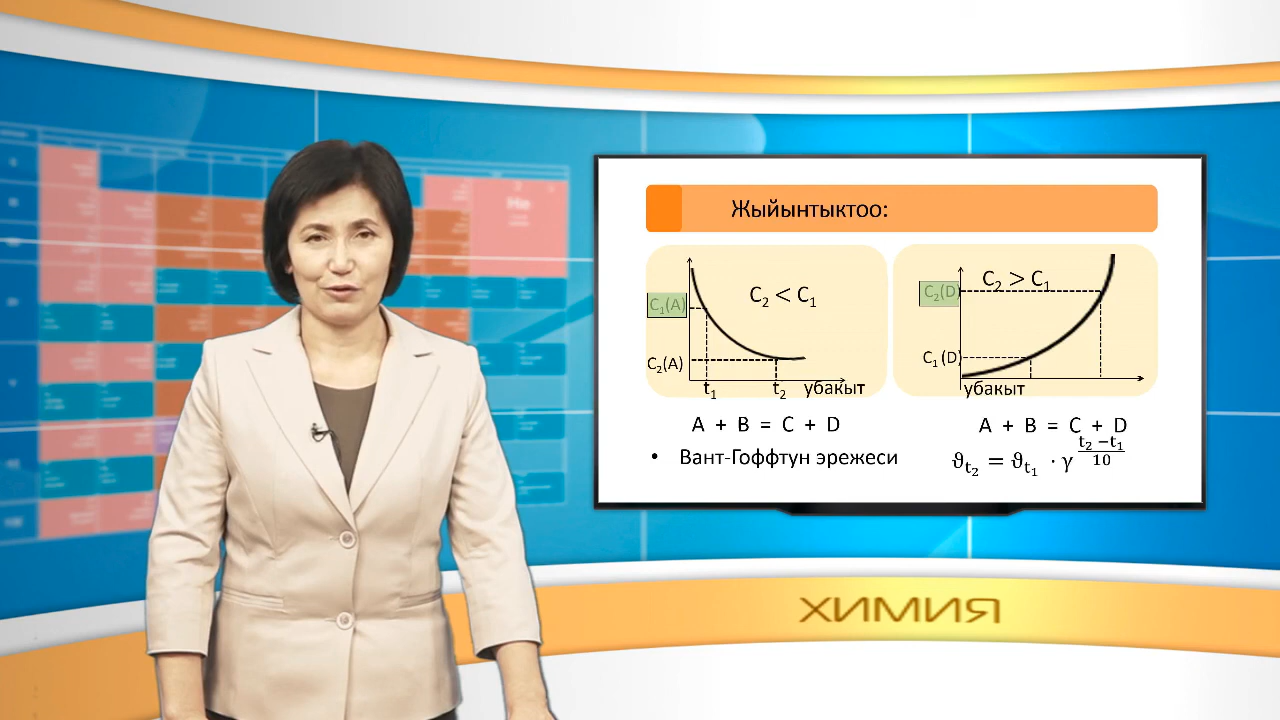 He
Жыйынтыктоо:
C₁(A)
C₂ < C₁
C₂(A)
t₁ t₂ убакыт
C₂(D)
C₂ > C₁
C₁ (D)
убакыт
A + B = C + D
A + B = C + D
• Вант-Гоффтун эрежеси
ϑt₂ = ϑt₁ · γ^((t₂ −t₁)/10)
ХИМИЯ